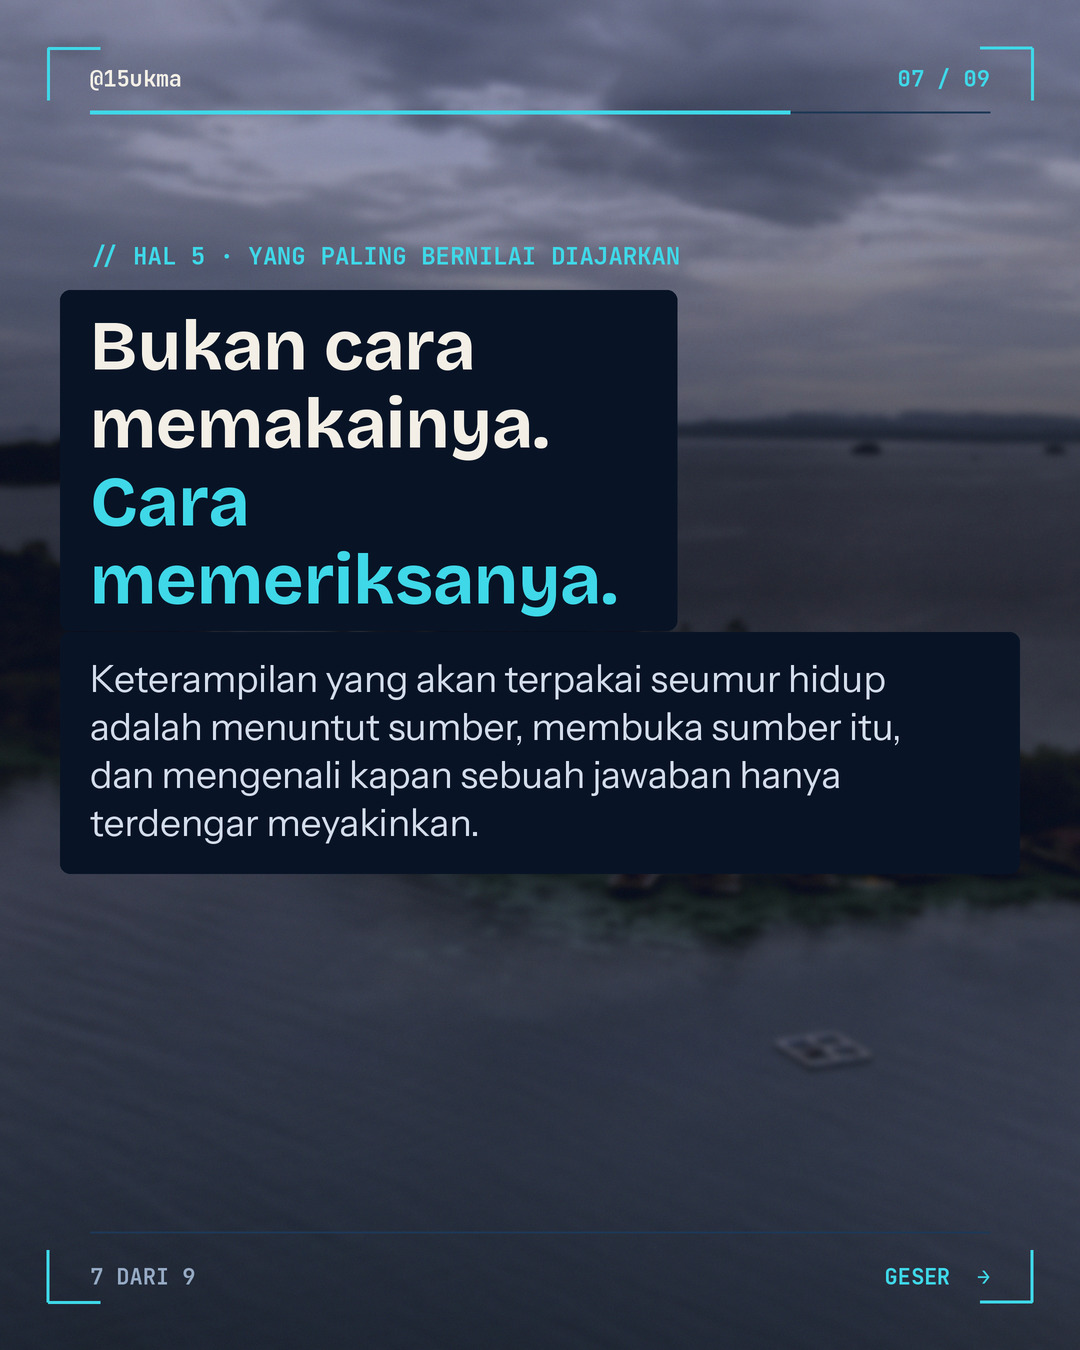 @15ukma
07 / 09
// HAL 5 · YANG PALING BERNILAI DIAJARKAN
Bukan cara
memakainya.
Cara
memeriksanya.
Keterampilan yang akan terpakai seumur hidup
adalah menuntut sumber, membuka sumber itu,
dan mengenali kapan sebuah jawaban hanya
terdengar meyakinkan.
7 DARI 9
GESER →